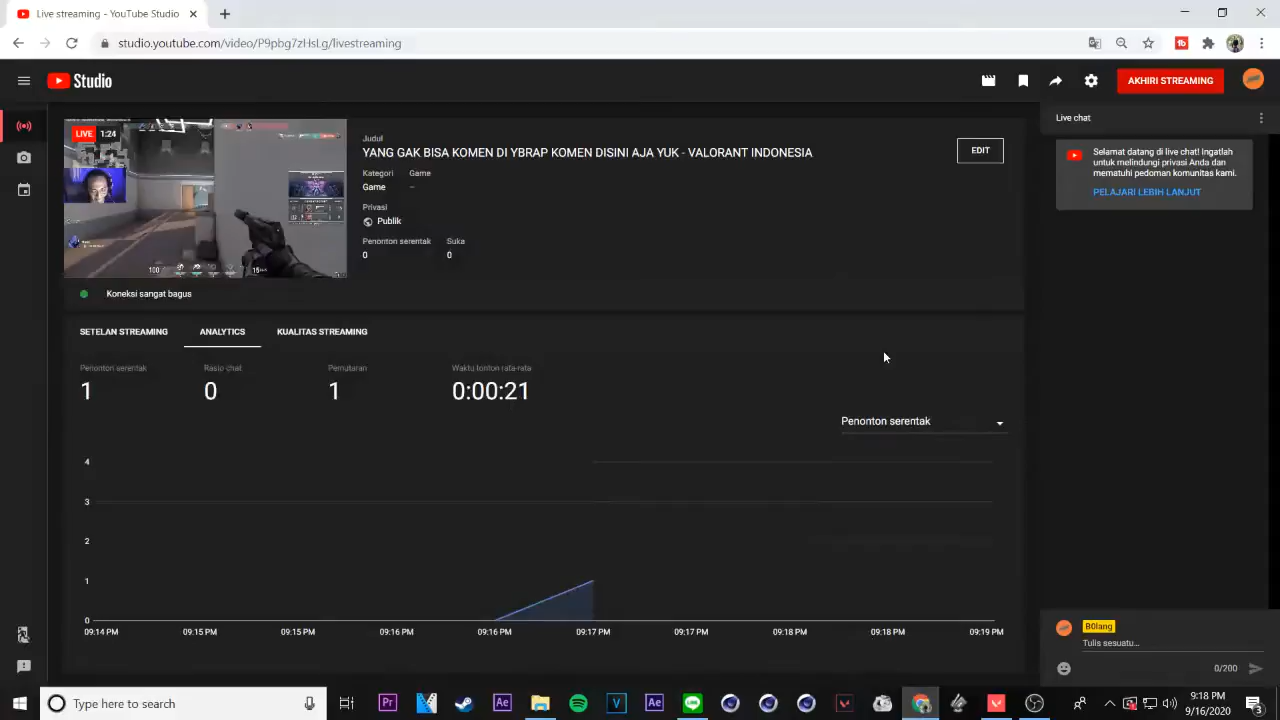 Live streaming - YouTube Studio
studio.youtube.com/video/P9pbg7zHsLg/livestreaming
Studio
AKHIRI STREAMING
LIVE 1:24
100
15
Judul
YANG GAK BISA KOMEN DI YBRAP KOMEN DISINI AJA YUK - VALORANT INDONESIA
EDIT
Kategori Game
Game –
Privasi
Publik
Penonton serentak Suka
0 0
Koneksi sangat bagus
SETELAN STREAMING ANALYTICS KUALITAS STREAMING
Penonton serentak Rasio chat Pemutaran Waktu tonton rata-rata
1 0 1 0:00:21
Penonton serentak
4
3
2
1
0
09:14 PM 09:15 PM 09:15 PM 09:16 PM 09:16 PM 09:17 PM 09:17 PM 09:18 PM 09:18 PM 09:19 PM
Live chat
Selamat datang di live chat! Ingatlah
untuk melindungi privasi Anda dan
mematuhi pedoman komunitas kami.
PELAJARI LEBIH LANJUT
B0lang
Tulis sesuatu...
0/200
Type here to search
Pr
Ae
V
Ae
LINE
9:18 PM
9/16/2020
3